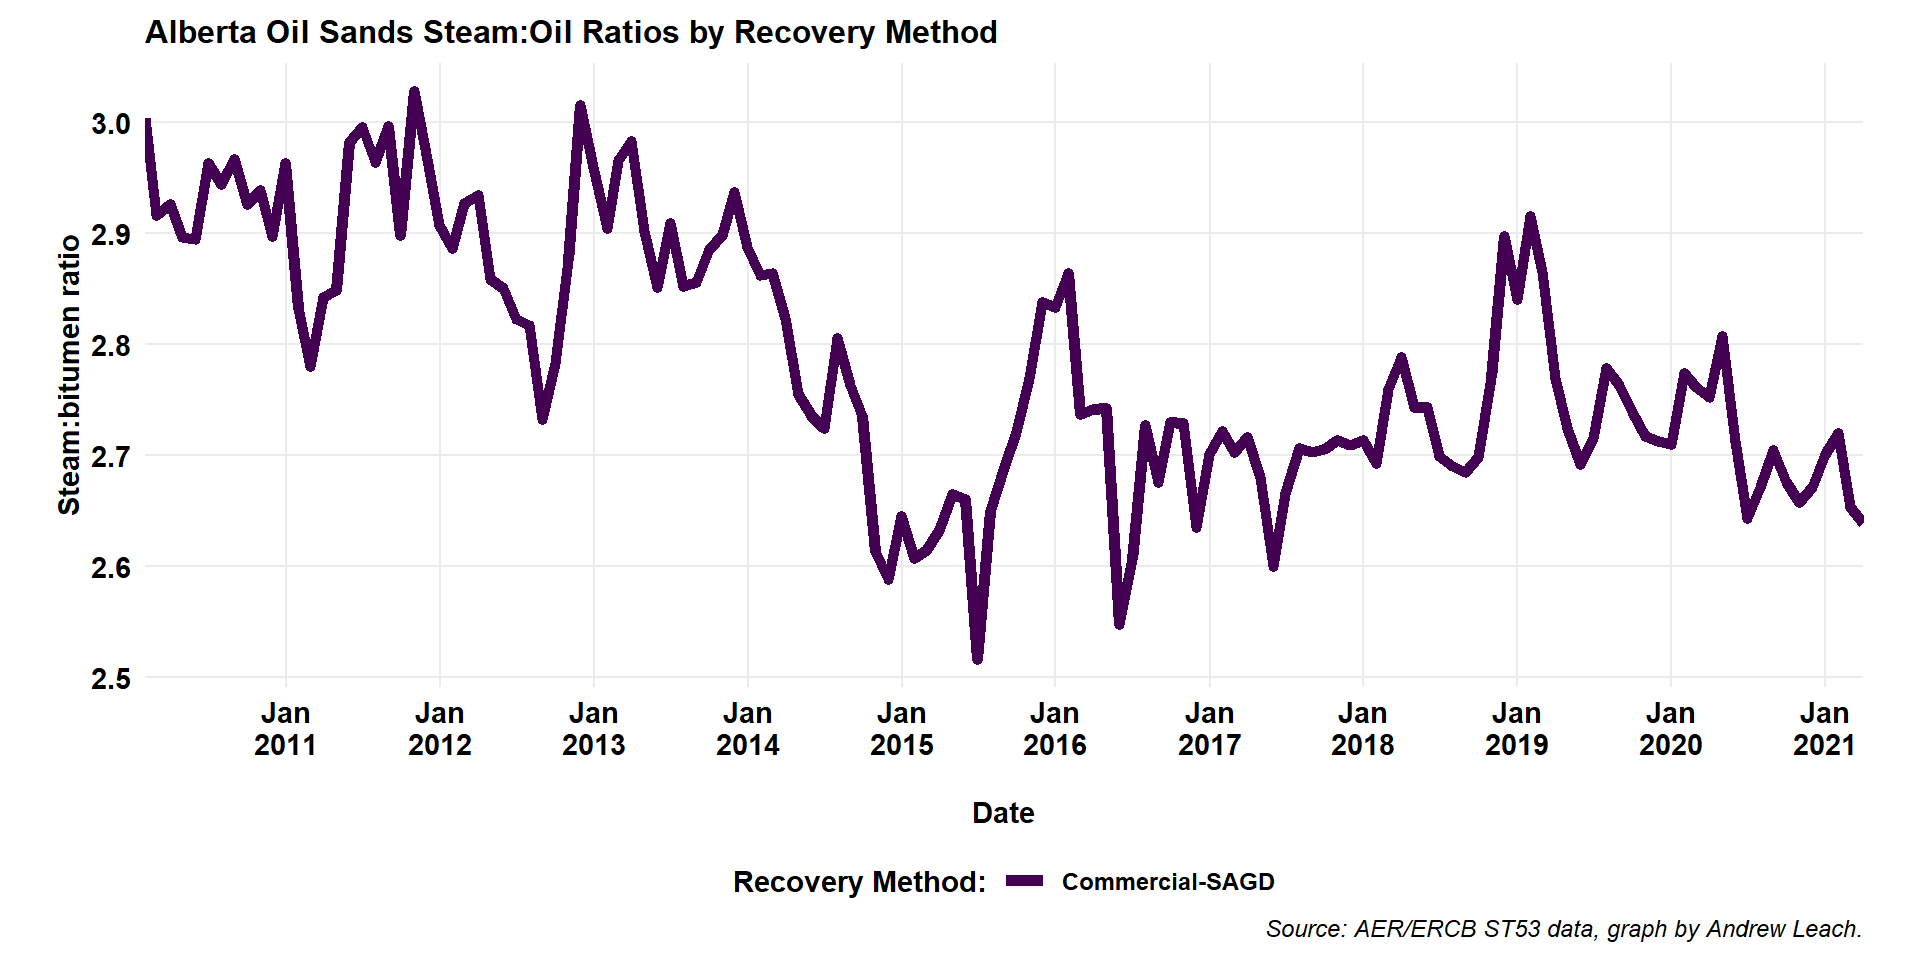 Alberta Oil Sands Steam:Oil Ratios by Recovery Method
Steam:bitumen ratio
3.0
2.9
2.8
2.7
2.6
2.5
Jan
2011
Jan
2012
Jan
2013
Jan
2014
Jan
2015
Jan
2016
Jan
2017
Jan
2018
Jan
2019
Jan
2020
Jan
2021
Date
Recovery Method: Commercial-SAGD
Source: AER/ERCB ST53 data, graph by Andrew Leach.